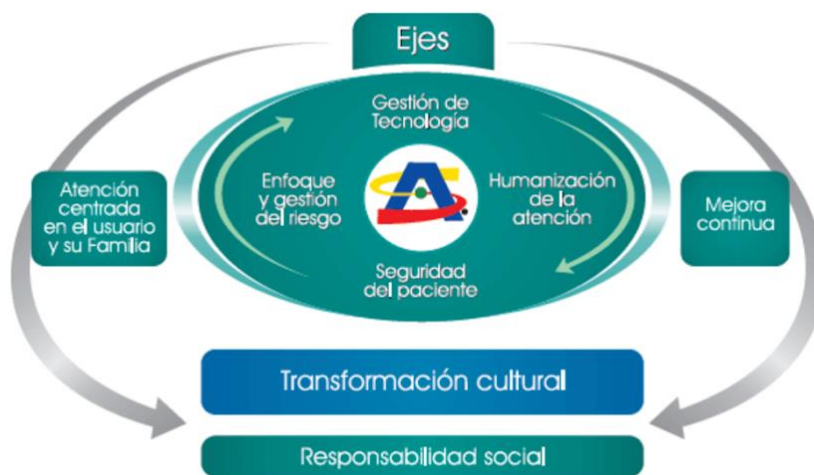 Ejes
Gestión de
Tecnología
Atención
centrada
en el usuario
y su Familia
Enfoque
y gestión
del riesgo
Humanización
de la
atención
Mejora
continua
Seguridad
del paciente
Transformación cultural
Responsabilidad social